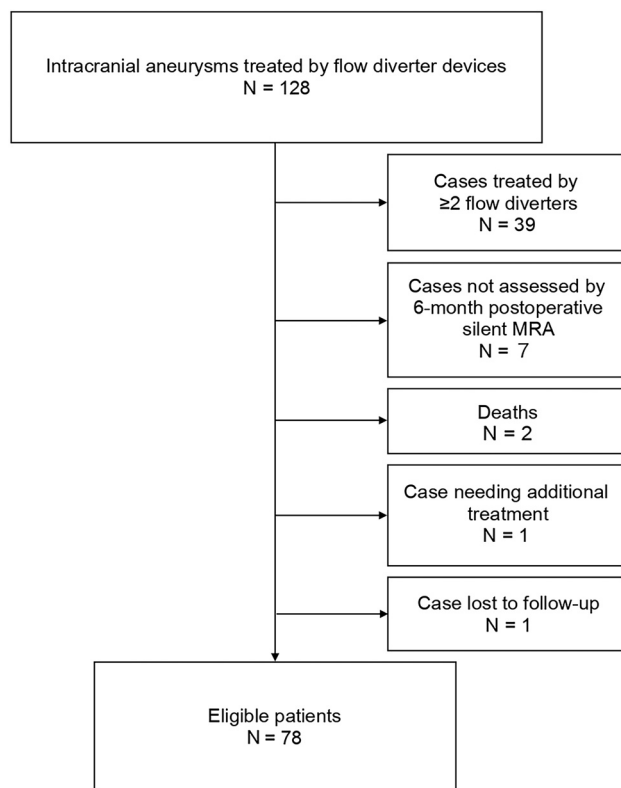 Intracranial aneurysms treated by flow diverter devices
N = 128
Cases treated by
≥2 flow diverters
N = 39
Cases not assessed by
6-month postoperative
silent MRA
N = 7
Deaths
N = 2
Case needing additional
treatment
N = 1
Case lost to follow-up
N = 1
Eligible patients
N = 78